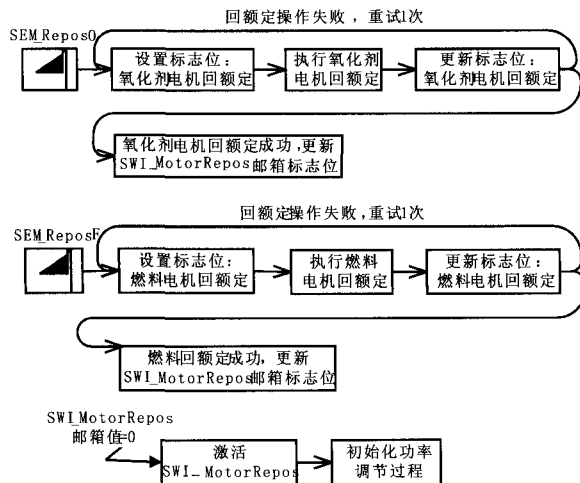 回额定操作失败，重试1次
SEM_ReposO
设置标志位：
氧化剂电机回额定
执行氧化剂
电机回额定
更新标志位：
氧化剂电机回额定
氧化剂电机回额定成功，更新
SWI_MotorRepos邮箱标志位
回额定操作失败，重试1次
SEM_ReposF
设置标志位：
燃料电机回额定
执行燃料
电机回额定
更新标志位：
燃料电机回额定
燃料回额定成功，更新
SWI_MotorRepos邮箱标志位
SWI_MotorRepos
邮箱值=0
激活
SWI_MotorRepos
初始化功率
调节过程